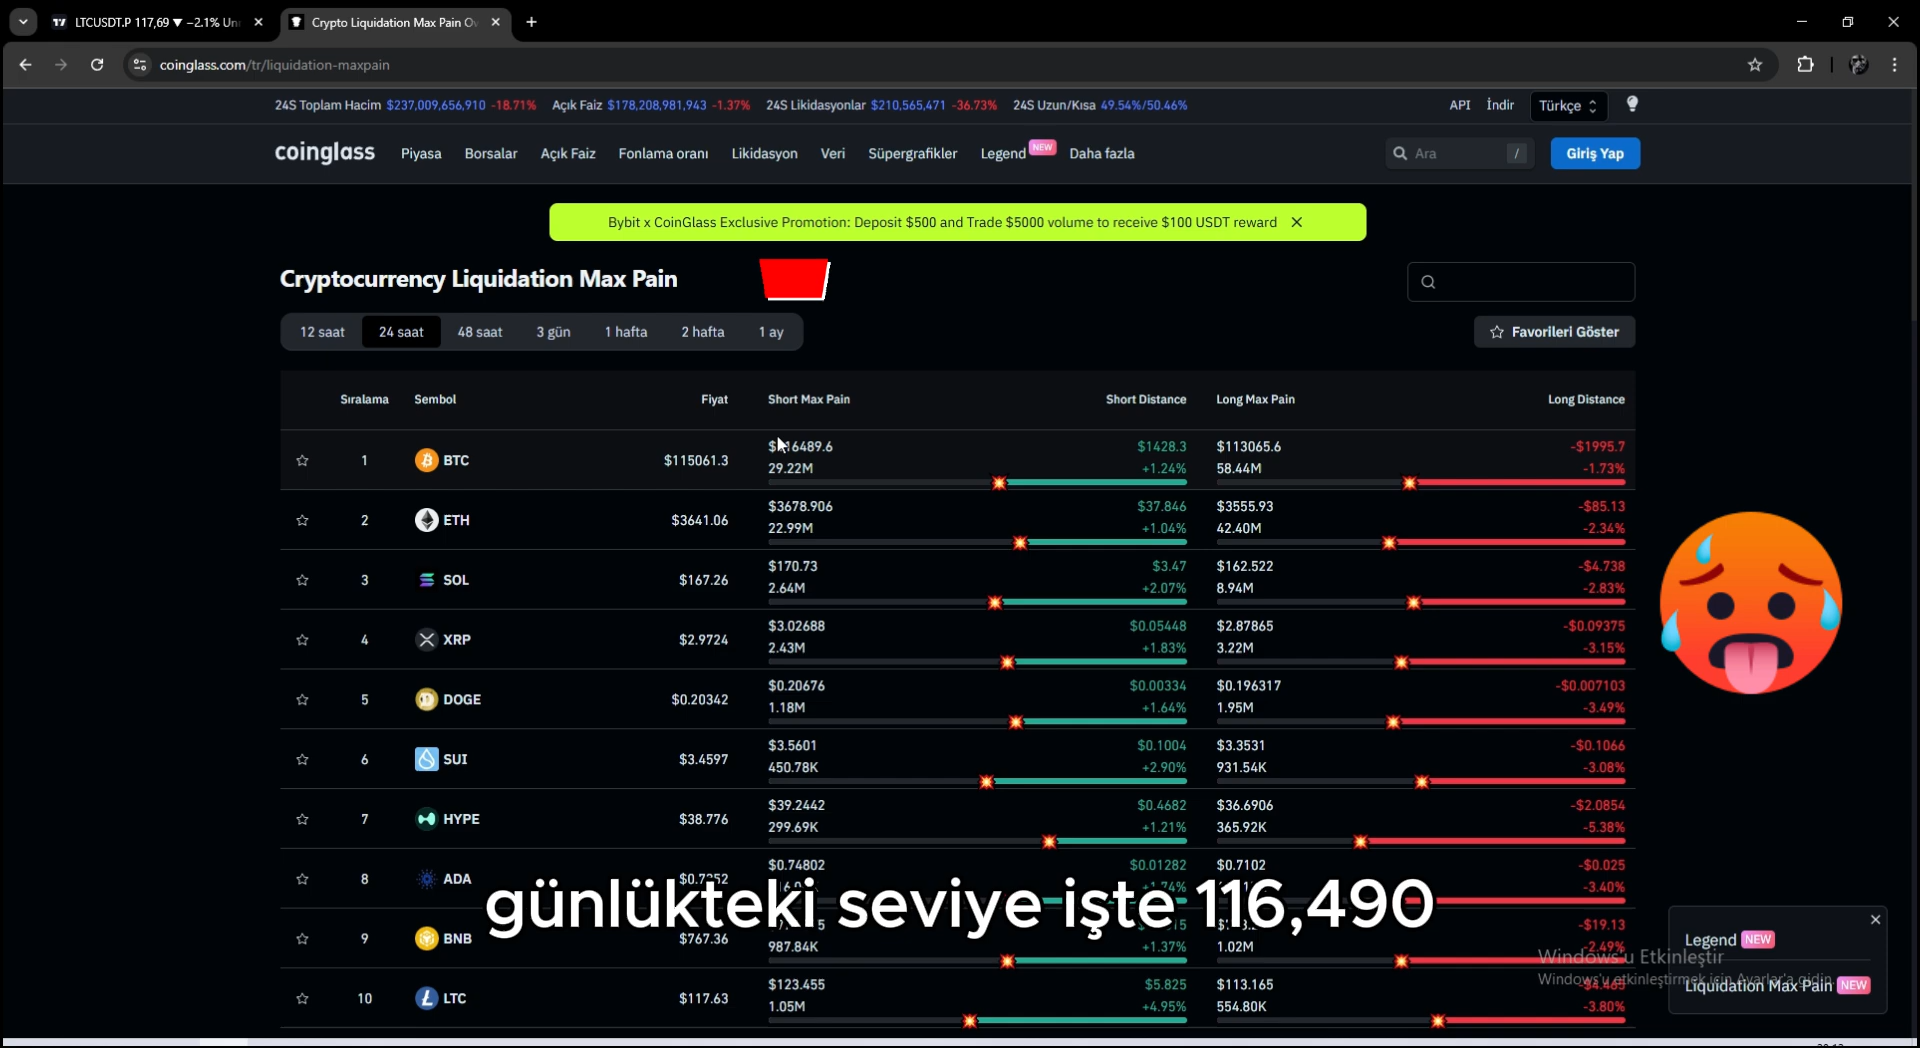 LTCUSDT.P 117,69 ▼ −2.1% Un
Crypto Liquidation Max Pain Ov
coinglass.com/tr/liquidation-maxpain
24S Toplam Hacim $237,009,656,910 -18.71% Açık Faiz $178,208,981,943 -1.37% 24S Likidasyonlar $210,565,471 -36.73% 24S Uzun/Kısa 49.54%/50.46%
API İndir Türkçe
coinglass Piyasa Borsalar Açık Faiz Fonlama oranı Likidasyon Veri Süpergrafikler Legend NEW Daha fazla
Ara / Giriş Yap
Bybit x CoinGlass Exclusive Promotion: Deposit $500 and Trade $5000 volume to receive $100 USDT reward
Cryptocurrency Liquidation Max Pain
12 saat 24 saat 48 saat 3 gün 1 hafta 2 hafta 1 ay
Favorileri Göster
Sıralama Sembol Fiyat Short Max Pain Short Distance Long Max Pain Long Distance
1 BTC $115061.3 16489.6 $1428.3 $113065.6 -$1995.7
29.22M +1.24% 58.44M -1.73%
2 ETH $3641.06 $3678.906 $37.846 $3555.93 -$85.13
22.99M +1.04% 42.40M -2.34%
3 SOL $167.26 $170.73 $3.47 $162.522 -$4.738
2.64M +2.07% 8.94M -2.83%
4 XRP $2.9724 $3.02688 $0.05448 $2.87865 -$0.09375
2.43M +1.83% 3.22M -3.15%
5 DOGE $0.20342 $0.20676 $0.00334 $0.196317 -$0.007103
1.18M +1.64% 1.95M -3.49%
6 SUI $3.4597 $3.5601 $0.1004 $3.3531 -$0.1066
450.78K +2.90% 931.54K -3.08%
7 HYPE $38.776 $39.2442 $0.4682 $36.6906 -$2.0854
299.69K +1.21% 365.92K -5.38%
8 ADA $0.74802 $0.01282 $0.7102 -$0.025
-3.40%
günlükteki seviye işte 116,490
9 BNB $767.36 -$19.13
987.84K +1.37% 1.02M -2.49%
10 LTC $117.63 $123.455 $5.825 $113.165 -$4.465
1.05M +4.95% 554.80K -3.80%
Legend NEW
Windows'u Etkinleştir
Windows'u etkinleştirmek için Ayarlar'a gidin.
Liquidation Max Pain NEW